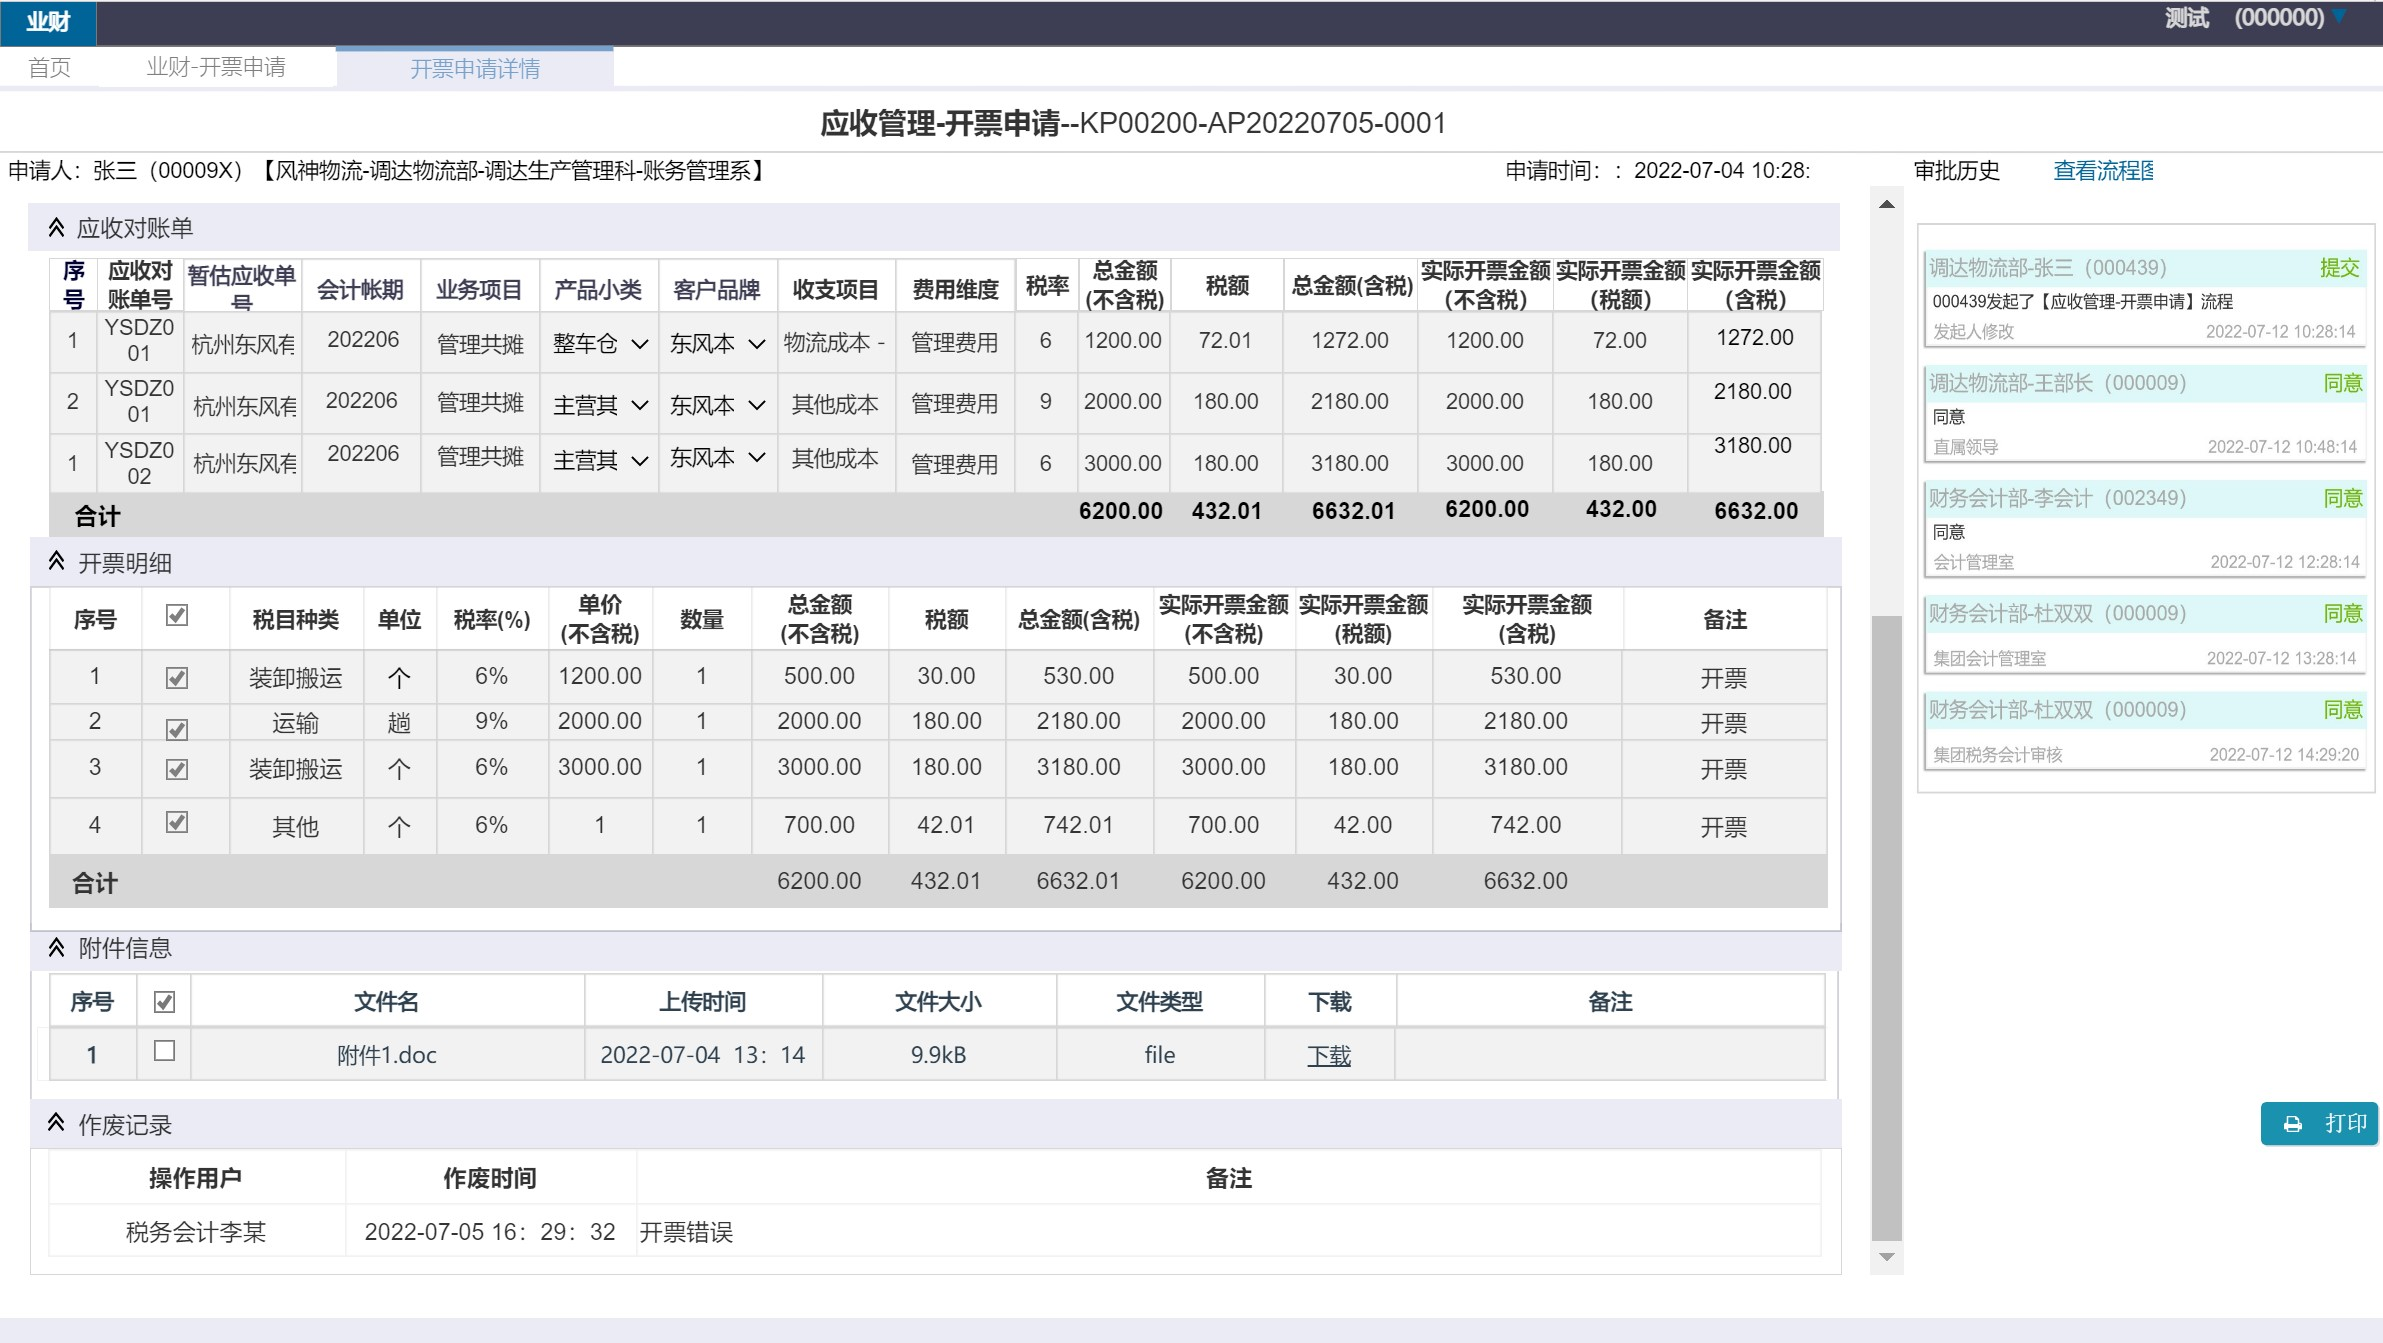 业财
测试 (000000)
首页 业财-开票申请 开票申请详情
应收管理-开票申请--KP00200-AP20220705-0001
申请人：张三（00009X）【风神物流-调达物流部-调达生产管理科-账务管理系】 申请时间：：2022-07-04 10:28:
审批历史 查看流程图
应收对账单
序号 应收对账单号 暂估应收单号 会计帐期 业务项目 产品小类 客户品牌 收支项目 费用维度 税率 总金额(不含税) 税额 总金额(含税) 实际开票金额（不含税） 实际开票金额（税额） 实际开票金额（含税）
1 YSDZ001 杭州东风有 202206 管理共摊 整车仓 东风本 物流成本 - 管理费用 6 1200.00 72.01 1272.00 1200.00 72.00 1272.00
2 YSDZ001 杭州东风有 202206 管理共摊 主营其 东风本 其他成本 管理费用 9 2000.00 180.00 2180.00 2000.00 180.00 2180.00
1 YSDZ002 杭州东风有 202206 管理共摊 主营其 东风本 其他成本 管理费用 6 3000.00 180.00 3180.00 3000.00 180.00 3180.00
合计 6200.00 432.01 6632.01 6200.00 432.00 6632.00
开票明细
序号 税目种类 单位 税率(%) 单价(不含税) 数量 总金额(不含税) 税额 总金额(含税) 实际开票金额(不含税) 实际开票金额(税额) 实际开票金额(含税) 备注
1 装卸搬运 个 6% 1200.00 1 500.00 30.00 530.00 500.00 30.00 530.00 开票
2 运输 趟 9% 2000.00 1 2000.00 180.00 2180.00 2000.00 180.00 2180.00 开票
3 装卸搬运 个 6% 3000.00 1 3000.00 180.00 3180.00 3000.00 180.00 3180.00 开票
4 其他 个 6% 1 1 700.00 42.01 742.01 700.00 42.00 742.00 开票
合计 6200.00 432.01 6632.01 6200.00 432.00 6632.00
附件信息
序号 文件名 上传时间 文件大小 文件类型 下载 备注
1 附件1.doc 2022-07-04 13：14 9.9kB file 下载
作废记录
操作用户 作废时间 备注
税务会计李某 2022-07-05 16：29：32 开票错误
调达物流部-张三（000439） 提交
000439发起了【应收管理-开票申请】流程
发起人修改 2022-07-12 10:28:14
调达物流部-王部长（000009） 同意
同意
直属领导 2022-07-12 10:48:14
财务会计部-李会计（002349） 同意
同意
会计管理室 2022-07-12 12:28:14
财务会计部-杜双双（000009） 同意
集团会计管理室 2022-07-12 13:28:14
财务会计部-杜双双（000009） 同意
集团税务会计审核 2022-07-12 14:29:20
打印